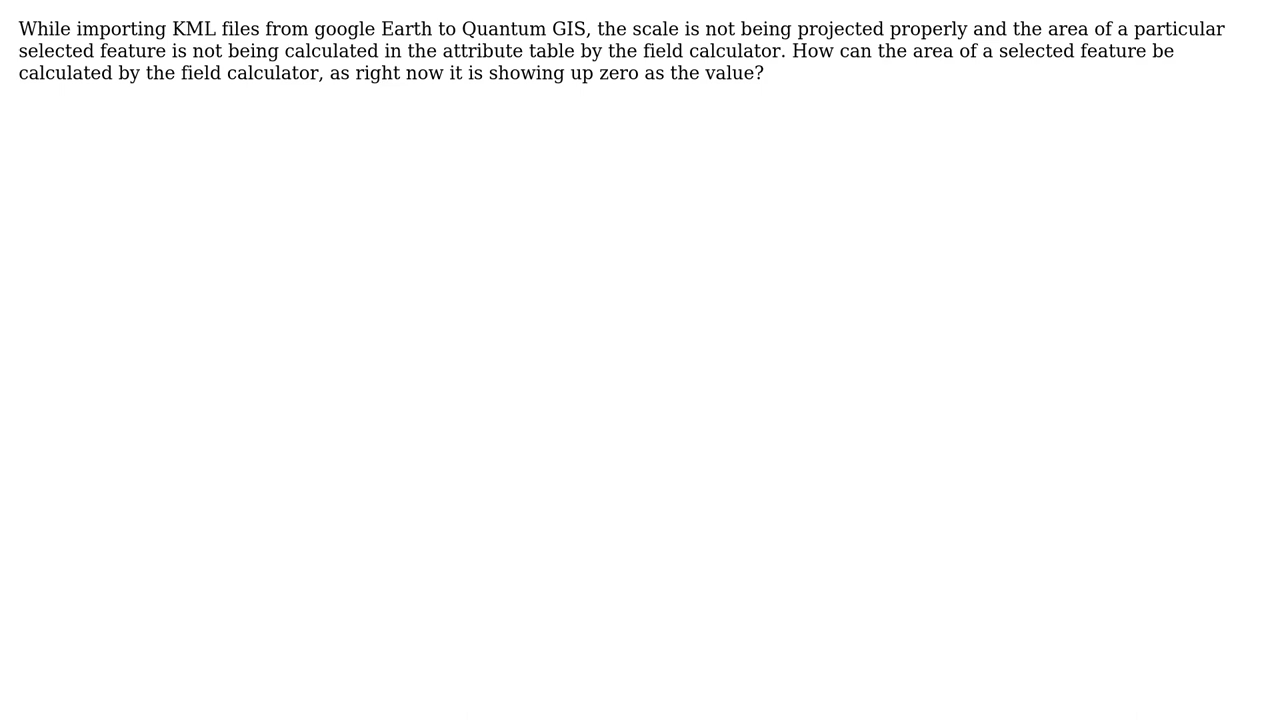 While importing KML files from google Earth to Quantum GIS, the scale is not being projected properly and the area of a particular
selected feature is not being calculated in the attribute table by the field calculator. How can the area of a selected feature be
calculated by the field calculator, as right now it is showing up zero as the value?